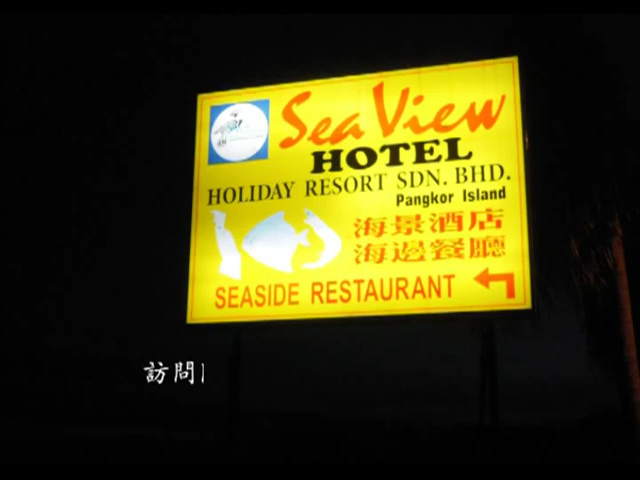 Sea View
HOTEL
HOLIDAY RESORT SDN. BHD.
Pangkor Island
海景酒店
海邊餐廳
SEASIDE RESTAURANT
訪問